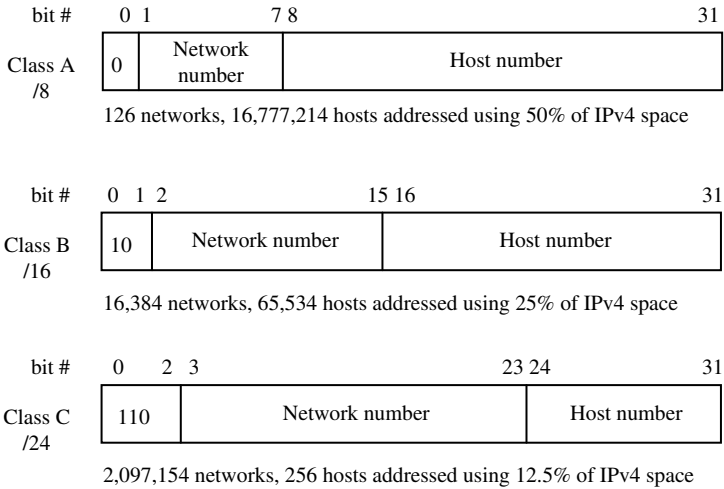 bit # 0 1 7 8 31
Class A
/8
0
Network
number
Host number
126 networks, 16,777,214 hosts addressed using 50% of IPv4 space
bit # 0 1 2 15 16 31
Class B
/16
10
Network number
Host number
16,384 networks, 65,534 hosts addressed using 25% of IPv4 space
bit # 0 2 3 23 24 31
Class C
/24
110
Network number
Host number
2,097,154 networks, 256 hosts addressed using 12.5% of IPv4 space